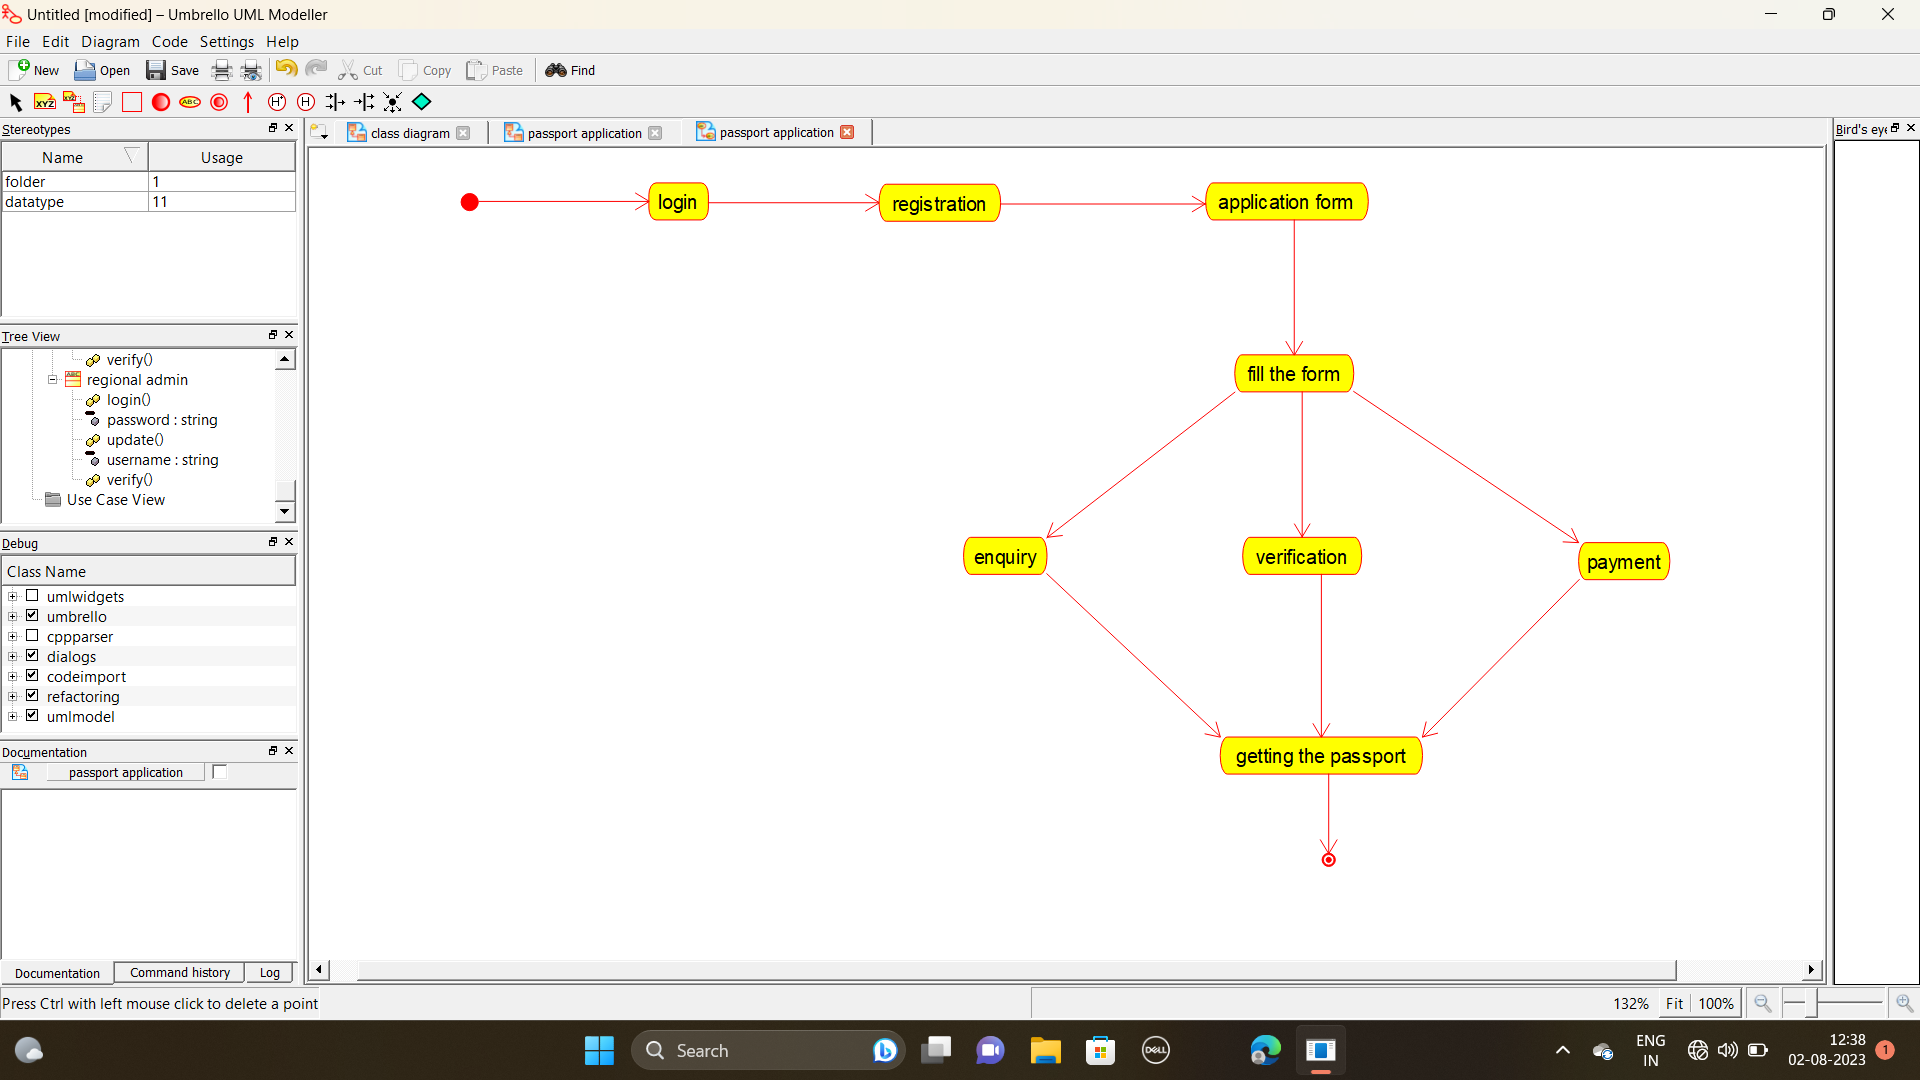 Untitled [modified] – Umbrello UML Modeller
File Edit Diagram Code Settings Help
New Open Save Cut Copy Paste Find
XYZ XYZ ABC H* H
Stereotypes
Name Usage
folder 1
datatype 11
Tree View
verify()
regional admin
login()
password : string
update()
username : string
verify()
Use Case View
Debug
Class Name
umlwidgets
umbrello
cppparser
dialogs
codeimport
refactoring
umlmodel
Documentation
passport application
Documentation Command history Log
class diagram passport application passport application
login registration application form
fill the form
enquiry verification payment
getting the passport
Bird's eye
Press Ctrl with left mouse click to delete a point
132% Fit 100%
Search
DELL
ENG
IN
12:38
02-08-2023
1